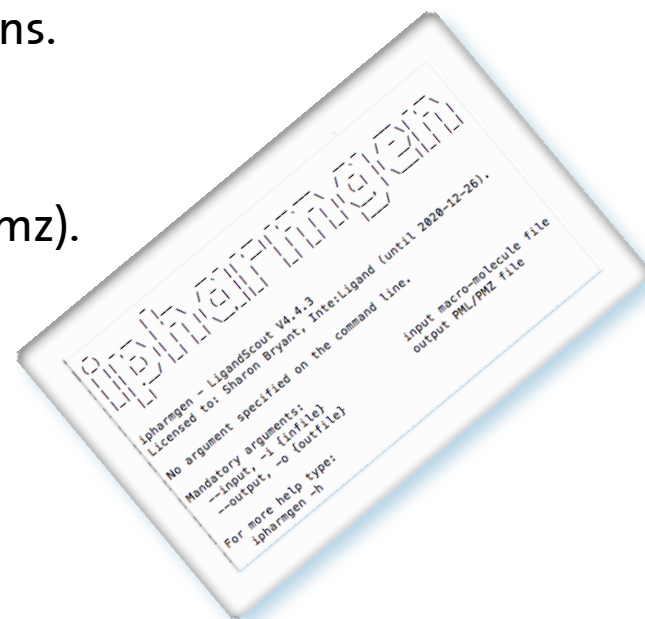 ns.
mz).
ipharmgen
ipharmgen - LigandScout V4.4.3
Licensed to: Sharon Bryant, Inte:Ligand (until 2020-12-26).
No argument specified on the command line.
Mandatory arguments:
--input, -i {infile} input macro-molecule file
--output, -o {outfile} output PML/PMZ file
For more help type:
ipharmgen -h